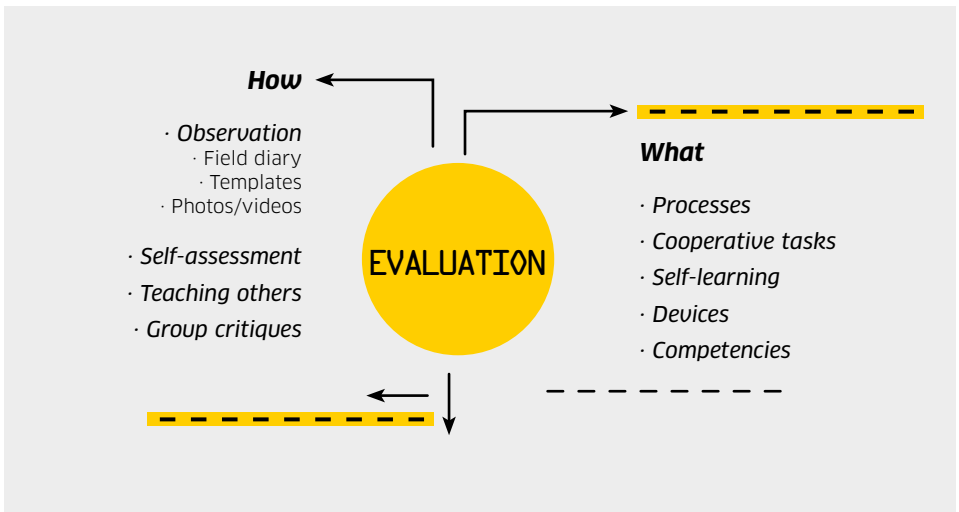 How
· Observation
· Field diary
· Templates
· Photos/videos
· Self-assessment
· Teaching others
· Group critiques
EVALUATION
What
· Processes
· Cooperative tasks
· Self-learning
· Devices
· Competencies